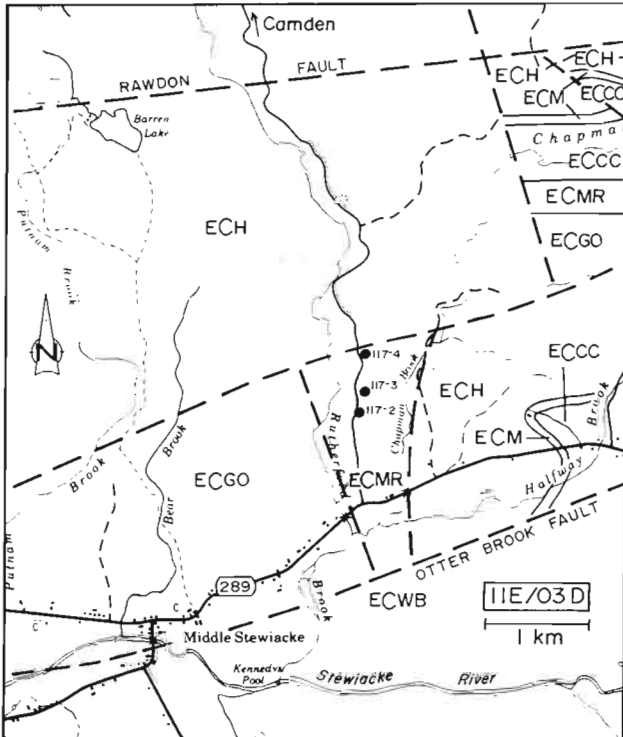 Camden
RAWDON FAULT
ECH
ECH
ECM
ECCC
Barren
Lake
Chapma
ECCC
ECMR
ECGO
Putnam
Brook
ECH
N
117-4
117-3
117-2
Chapman Brook
ECH
ECCC
ECM
Brook
Halfway
Rutherford
Brook
ECMR
ECGO
Brook
Bear
Brook
Putnam
OTTER BROOK FAULT
289
ECWB
11E/03 D
1 km
C
C
Middle Stewiacke
Kennedy
Pool
Stewiacke River